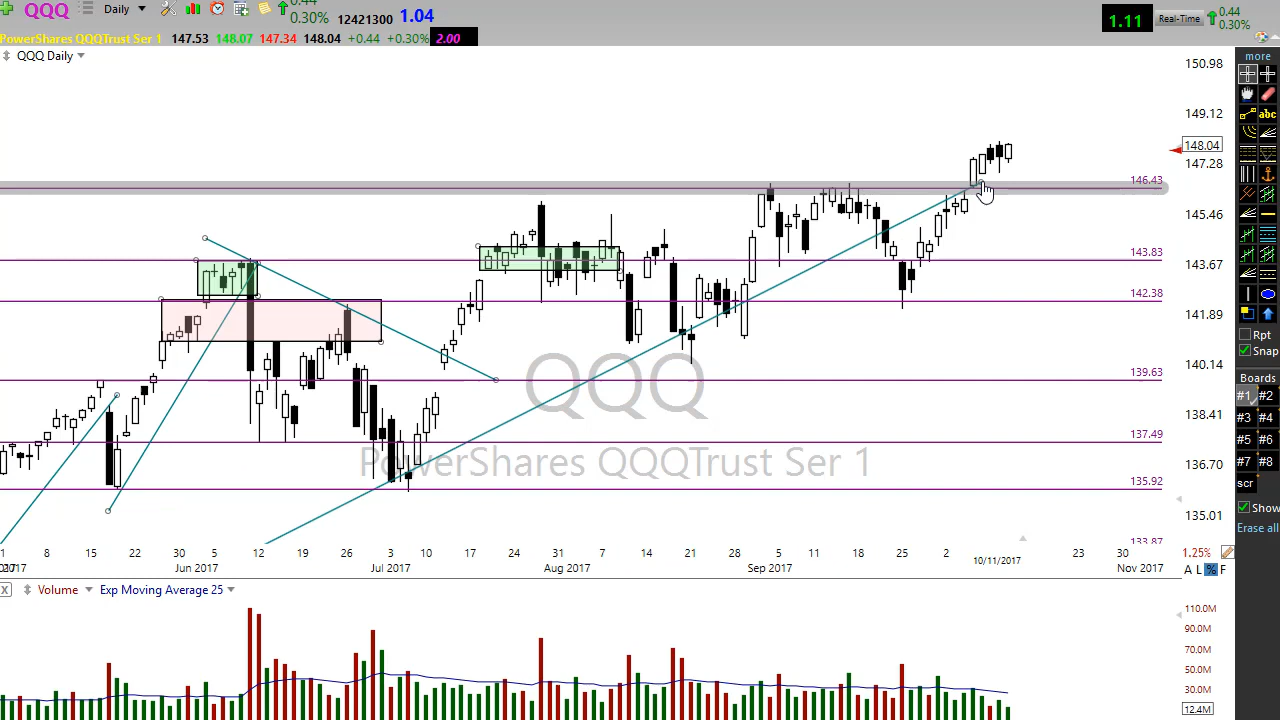 QQQ Daily 0.44 0.30% 12421300 1.04 1.11 Real-Time 0.44 0.30%
PowerShares QQQTrust Ser 1 147.53 148.07 147.34 148.04 +0.44 +0.30% 2.00
QQQ Daily
more
150.98
149.12
148.04
147.28
146.43
145.46
143.83
143.67
142.38
141.89
140.14
139.63
138.41
137.49
136.70
135.92
135.01
133.87
QQQ
PowerShares QQQTrust Ser 1
abc
Rpt
Snap
Boards
#1 #2
#3 #4
#5 #6
#7 #8
scr
Show
Erase all
1 8 15 22 30 5 12 19 26 3 10 17 24 31 7 14 21 28 5 11 18 25 2 23 30 1.25%
2017 Jun 2017 Jul 2017 Aug 2017 Sep 2017 10/11/2017 Nov 2017 A L % F
X Volume Exp Moving Average 25
110.0M
90.0M
70.0M
50.0M
30.0M
12.4M